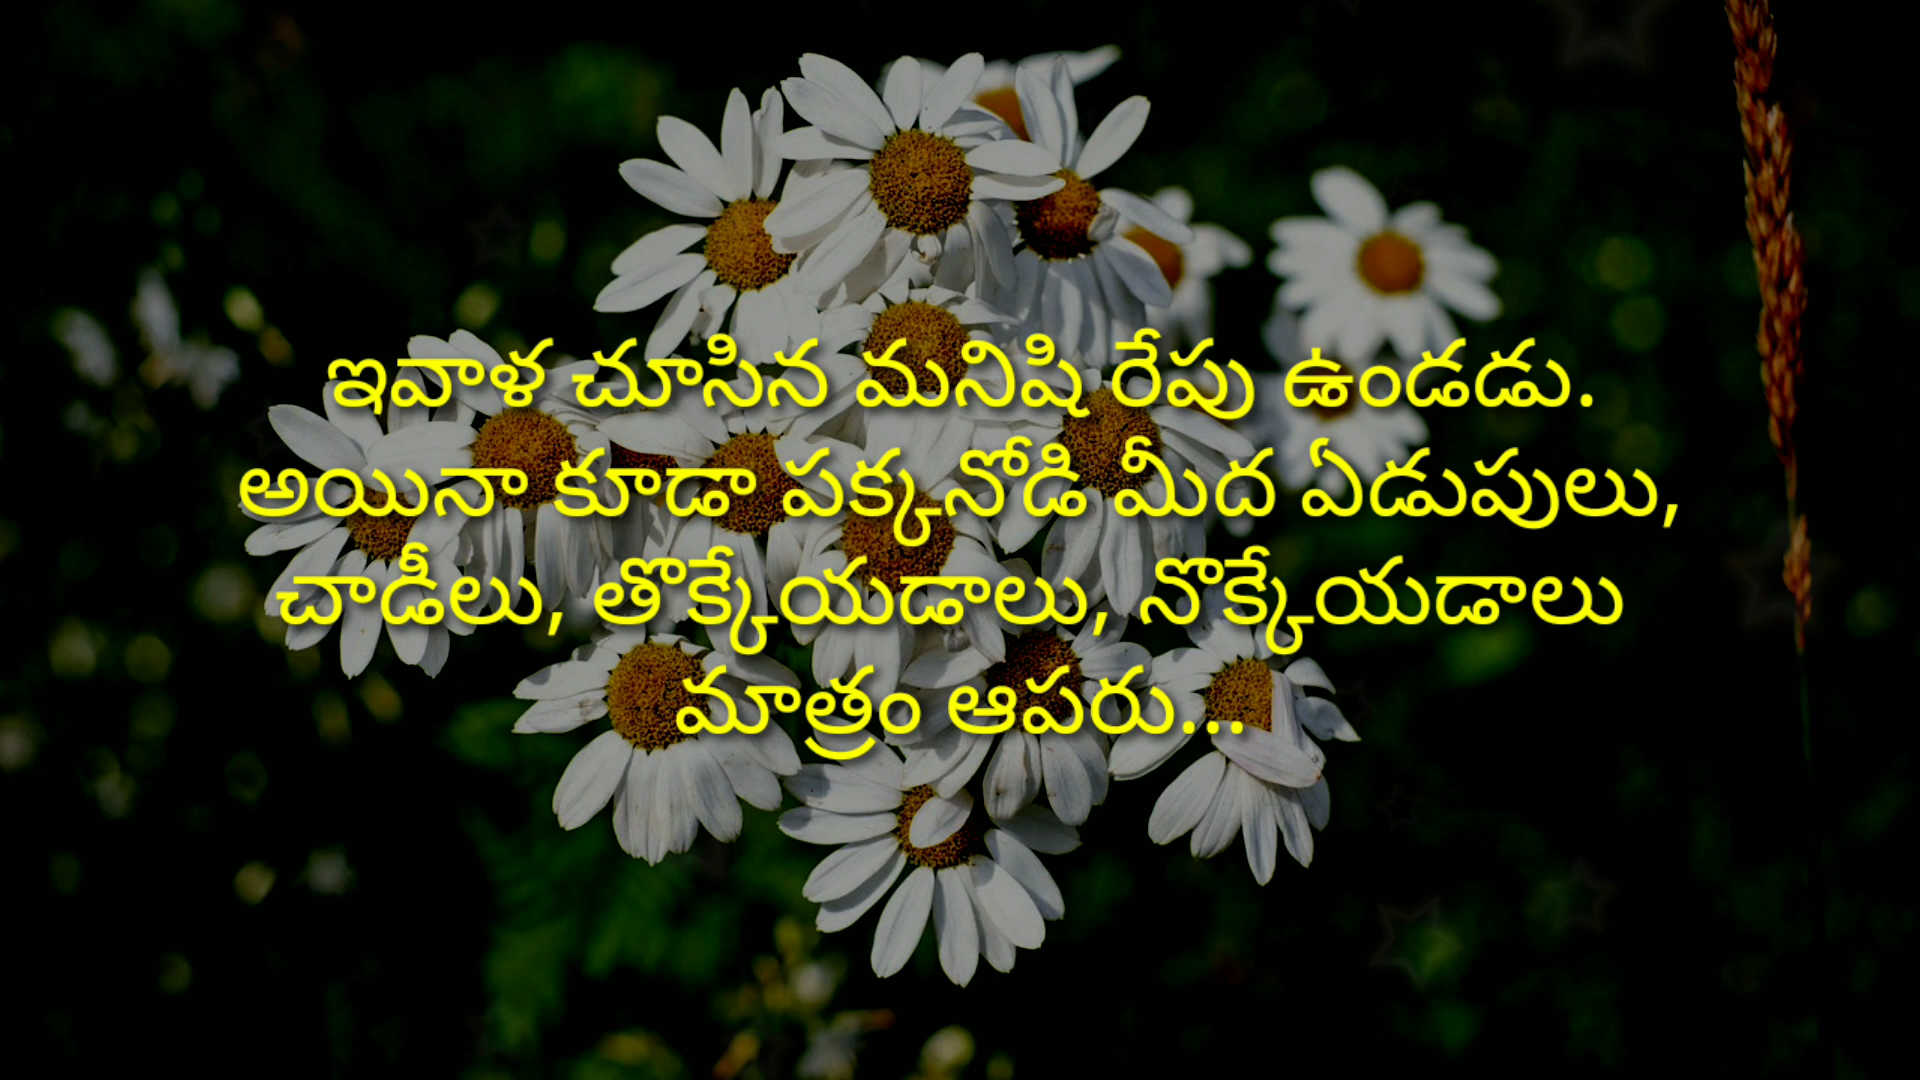 ఇవాళ చూసిన మనిషి రేపు ఉండడు.
అయినా కూడా పక్కనోడి మీద ఏడుపులు,
చాడీలు, తొక్కేయడాలు, నొక్కేయడాలు
మాత్రం ఆపరు...